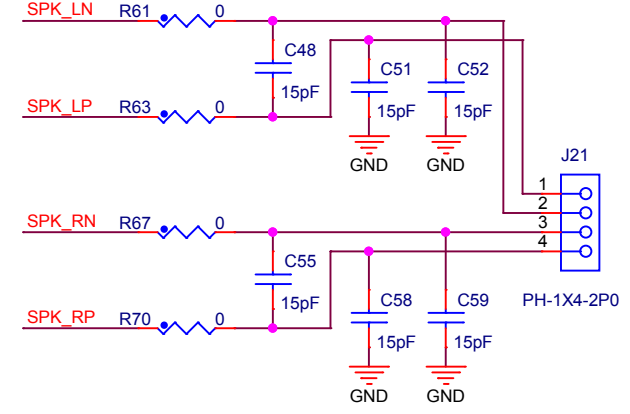 SPK_LN R61 0
C48
15pF
C51
15pF
C52
15pF
SPK_LP R63 0
GND GND
J21
1
2
3
4
PH-1X4-2P0
SPK_RN R67 0
C55
15pF
C58
15pF
C59
15pF
SPK_RP R70 0
GND GND